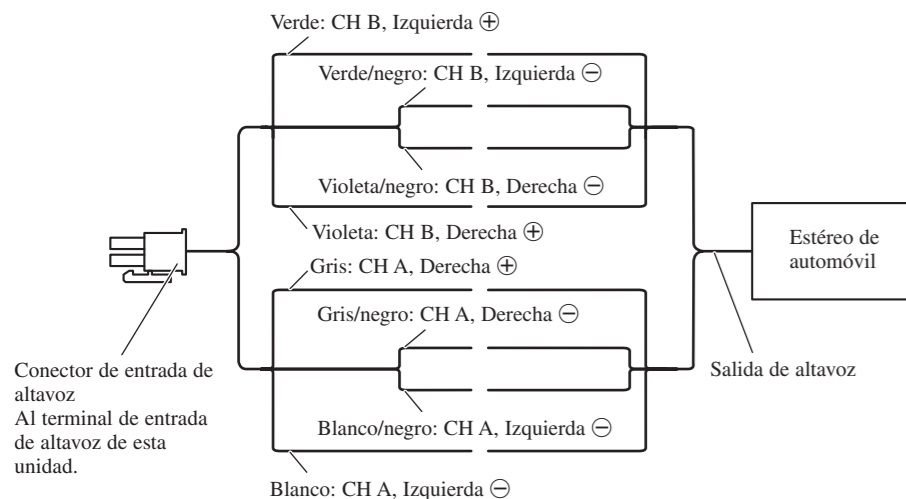 Verde: CH B, Izquierda ⊕
Verde/negro: CH B, Izquierda ⊖
Violeta/negro: CH B, Derecha ⊖
Violeta: CH B, Derecha ⊕
Gris: CH A, Derecha ⊕
Gris/negro: CH A, Derecha ⊖
Blanco/negro: CH A, Izquierda ⊖
Blanco: CH A, Izquierda ⊖
Conector de entrada de
altavoz
Al terminal de entrada
de altavoz de esta
unidad.
Estéreo de
automóvil
Salida de altavoz